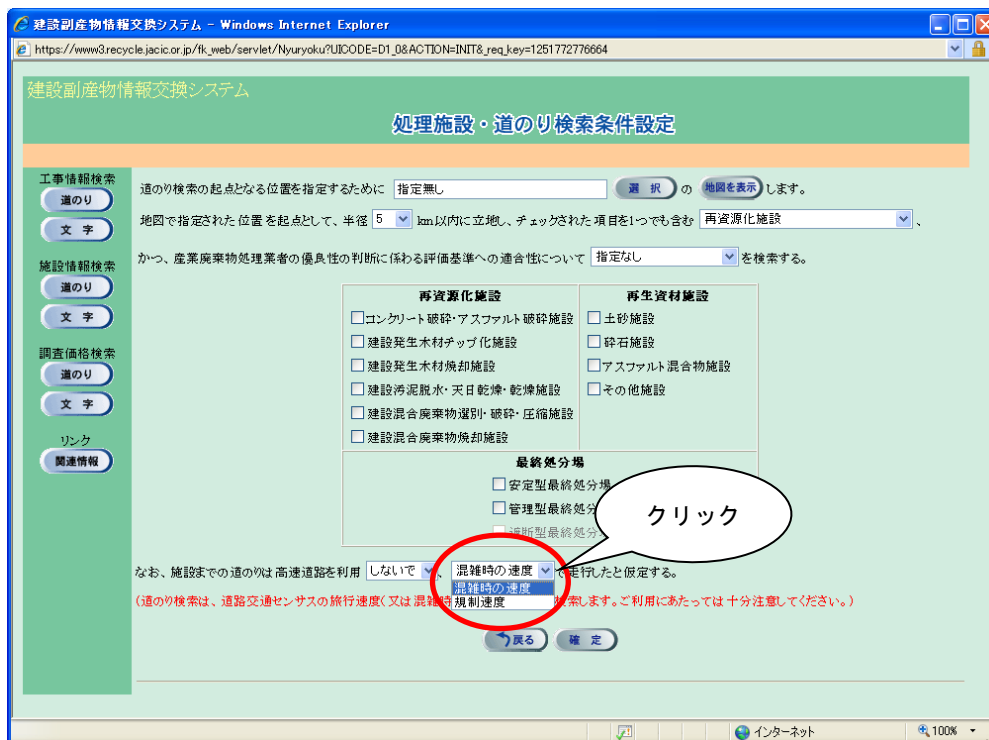 建設副産物情報交換システム - Windows Internet Explorer
https://www3.recycle.jacic.or.jp/fk_web/servlet/Nyuryoku?UICODE=D1_0&ACTION=INIT&_req_key=1251772776664
建設副産物情報交換システム
処理施設・道のり検索条件設定
工事情報検索
道のり
文 字
施設情報検索
道のり
文 字
調査価格検索
道のり
文 字
リンク
関連情報
道のり検索の起点となる位置を指定するために 指定無し 選 択 の 地図を表示 します。
地図で指定された位置を起点として、半径 5 km以内に立地し、チェックされた項目を1つでも含む 再資源化施設 、
かつ、産業廃棄物処理業者の優良性の判断に係わる評価基準への適合性について 指定なし を検索する。
再資源化施設
コンクリート破砕・アスファルト破砕施設
建設発生木材チップ化施設
建設発生木材焼却施設
建設汚泥脱水・天日乾燥・乾燥施設
建設混合廃棄物選別・破砕・圧縮施設
建設混合廃棄物焼却施設
再生資材施設
土砂施設
砕石施設
アスファルト混合物施設
その他施設
最終処分場
安定型最終処分場
管理型最終処分
遮断型最終処分
クリック
なお、施設までの道のりは高速道路を利用 しないで 、 混雑時の速度 で走行したと仮定する。
混雑時の速度
規制速度
(道のり検索は、道路交通センサスの旅行速度(又は混雑時 検索します。ご利用にあたっては十分注意してください。)
戻る 確 定
インターネット 100%